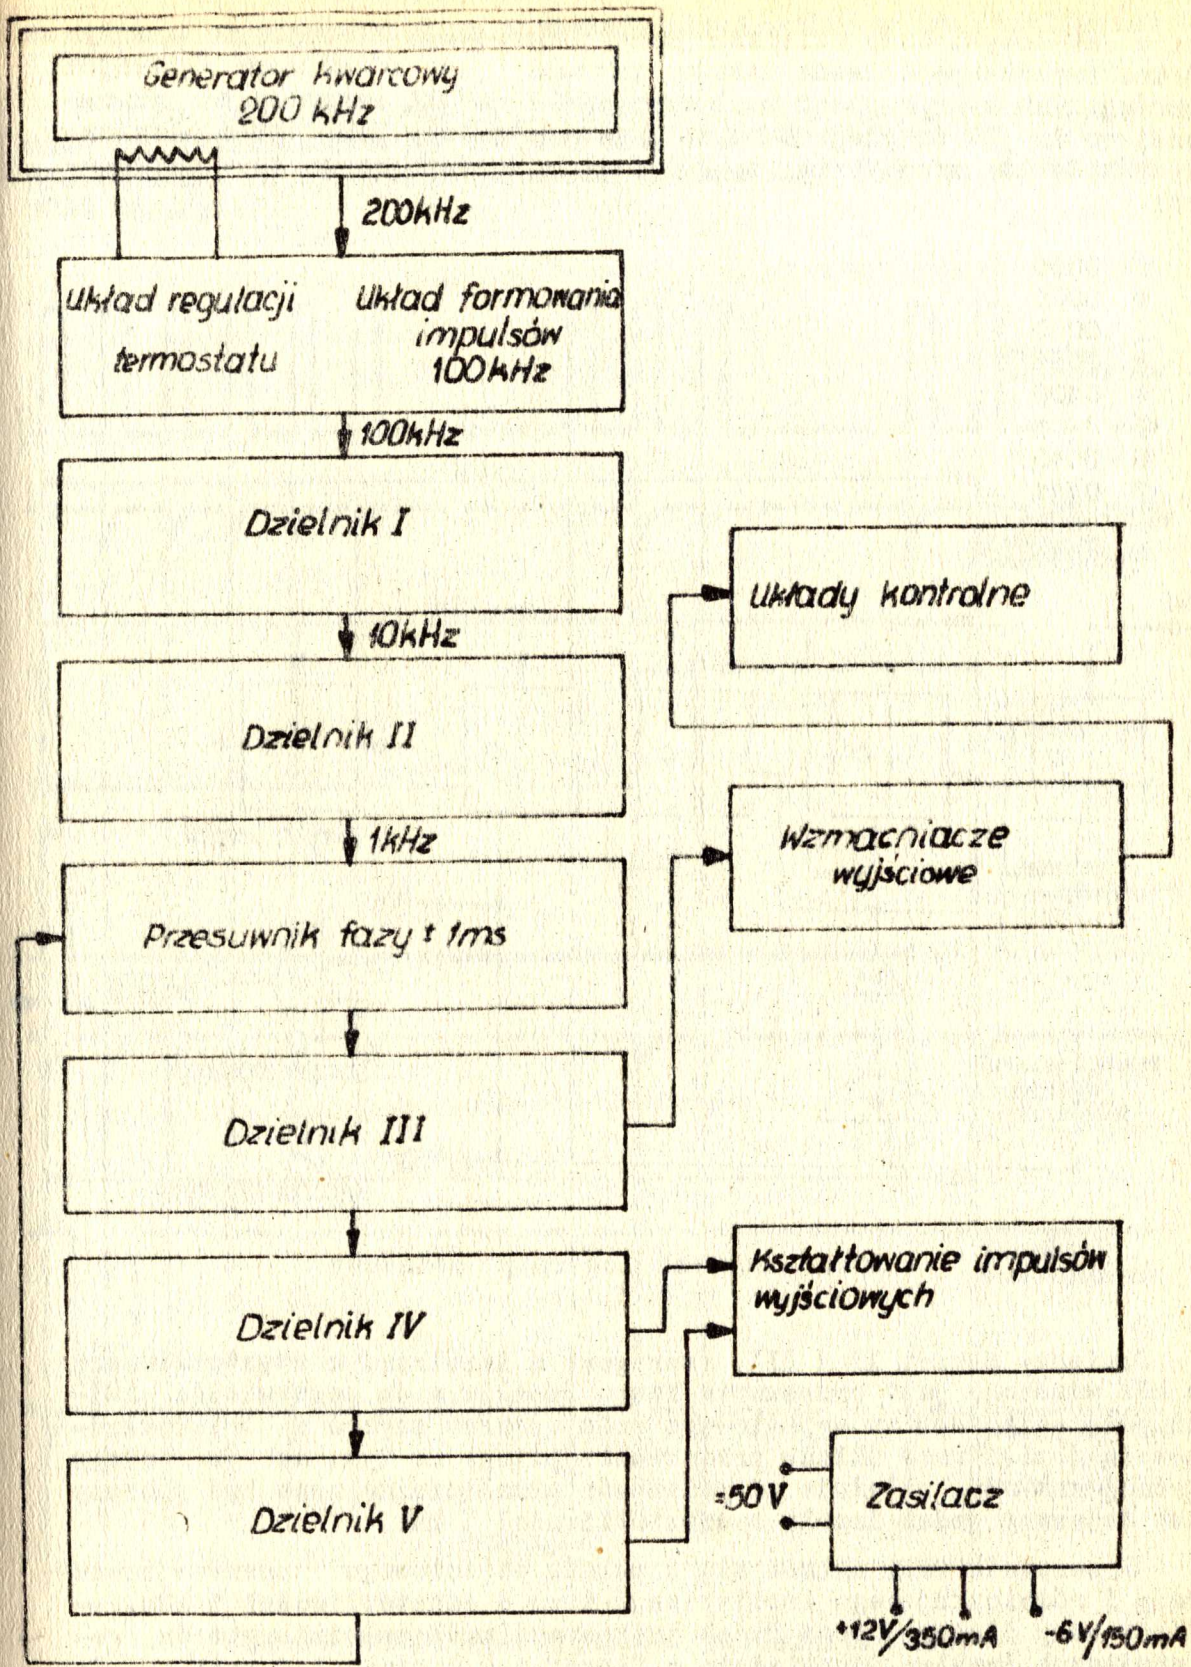 Generator kwarcowy
200 kHz
200kHz
układ regulacji
termostatu
układ formowania
impulsów
100kHz
100kHz
Dzielnik I
10kHz
Dzielnik II
1kHz
Przesuwnik fazy ± 1ms
Dzielnik III
Dzielnik IV
Dzielnik V
układy kontrolne
Wzmacniacze
wyjściowe
Kształtowanie impulsów
wyjściowych
=50V
Zasilacz
+12V/350mA
-6V/150mA